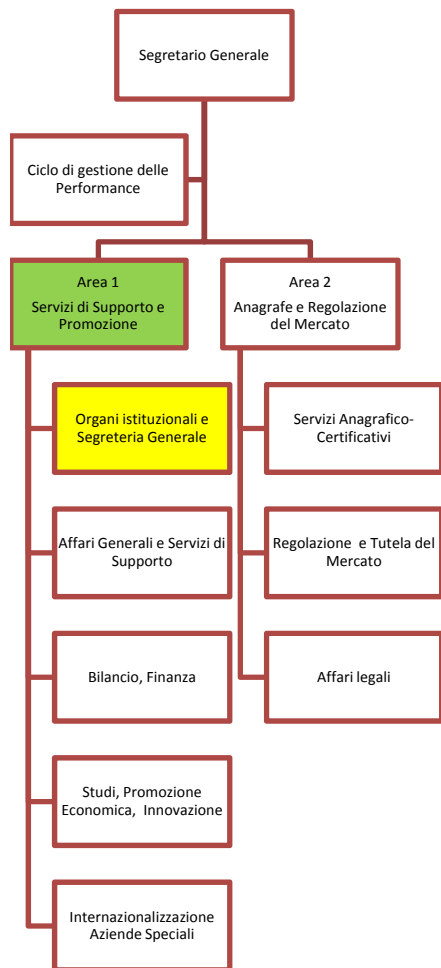 Segretario Generale
Ciclo di gestione delle
Performance
Area 1
Servizi di Supporto e
Promozione
Area 2
Anagrafe e Regolazione
del Mercato
Organi istituzionali e
Segreteria Generale
Affari Generali e Servizi di
Supporto
Bilancio, Finanza
Studi, Promozione
Economica, Innovazione
Internazionalizzazione
Aziende Speciali
Servizi Anagrafico-
Certificativi
Regolazione e Tutela del
Mercato
Affari legali